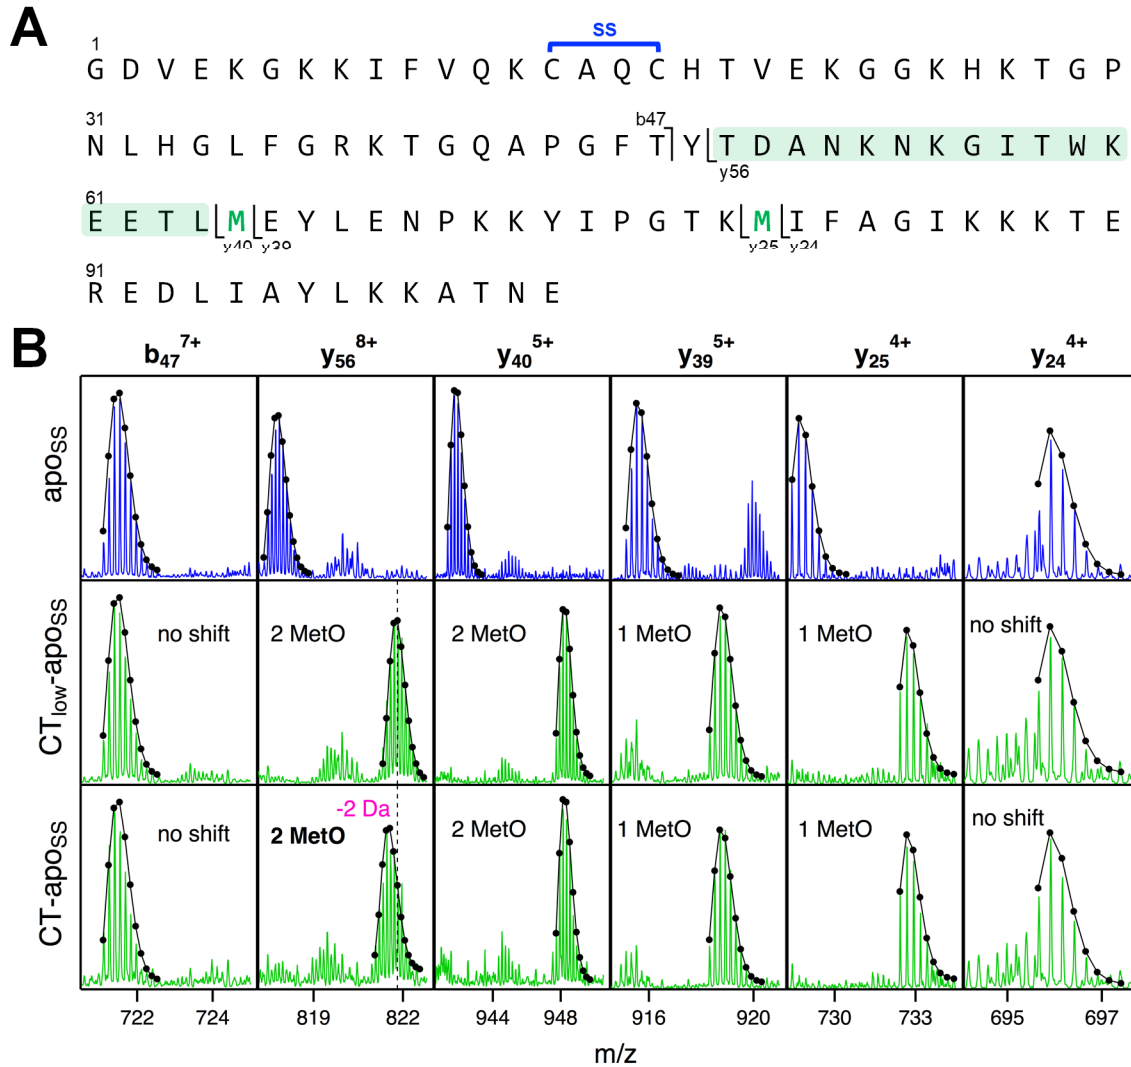 A
SS
1
G D V E K G K K I F V Q K C A Q C H T V E K G G K H K T G P
31
b47
N L H G L F G R K T G Q A P G F T Y T D A N K N K G I T W K
y56
61
E E T L M E Y L E N P K K Y I P G T K M I F A G I K K K T E
y40 y39 y25 y24
91
R E D L I A Y L K K A T N E
B
b47 7+ y56 8+ y40 5+ y39 5+ y25 4+ y24 4+
apoSS
CTlow-apoSS
no shift 2 MetO 2 MetO 1 MetO 1 MetO no shift
CT-apoSS
-2 Da
no shift 2 MetO 2 MetO 1 MetO 1 MetO no shift
722 724 819 822 944 948 916 920 730 733 695 697
m/z